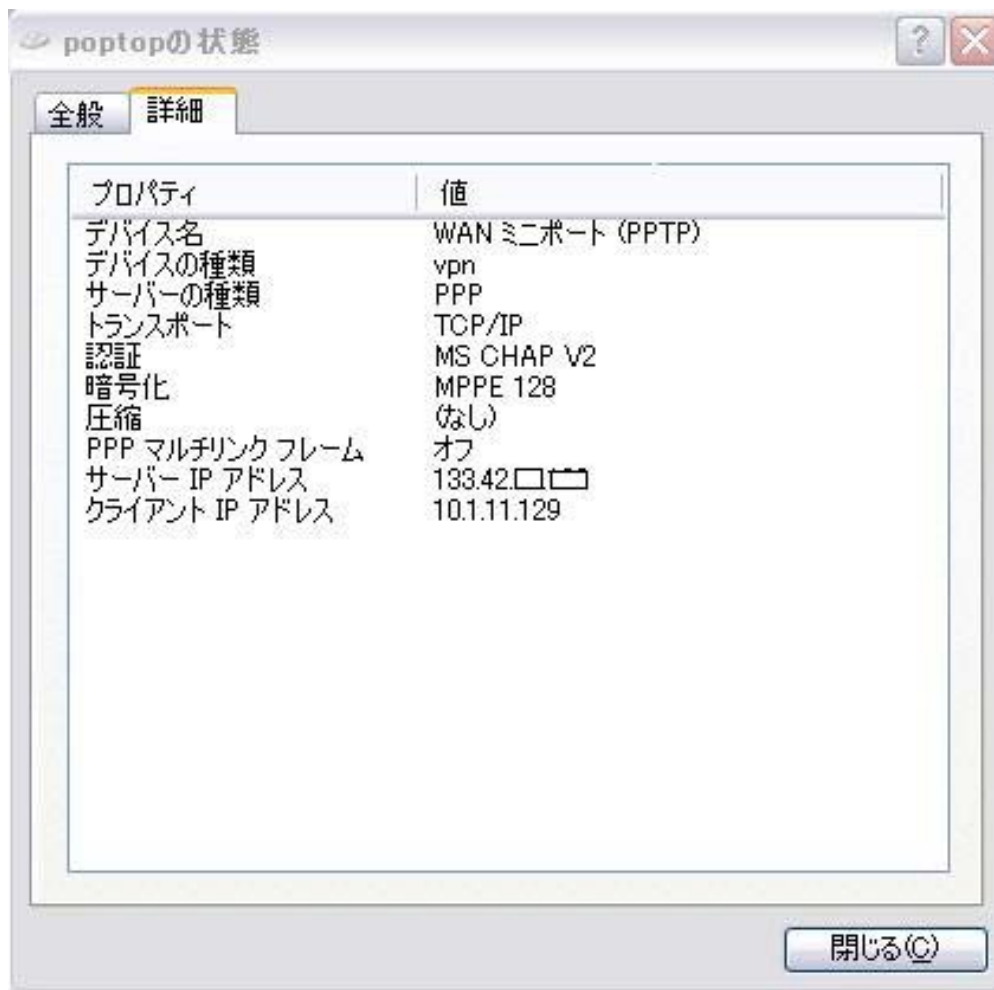 poptopの状態
全般 詳細
プロパティ 値
デバイス名 WAN ミニポート (PPTP)
デバイスの種類 vpn
サーバーの種類 PPP
トランスポート TCP/IP
認証 MS CHAP V2
暗号化 MPPE 128
圧縮 (なし)
PPP マルチリンク フレーム オフ
サーバー IP アドレス 133.42.
クライアント IP アドレス 10.1.11.129
閉じる(C)